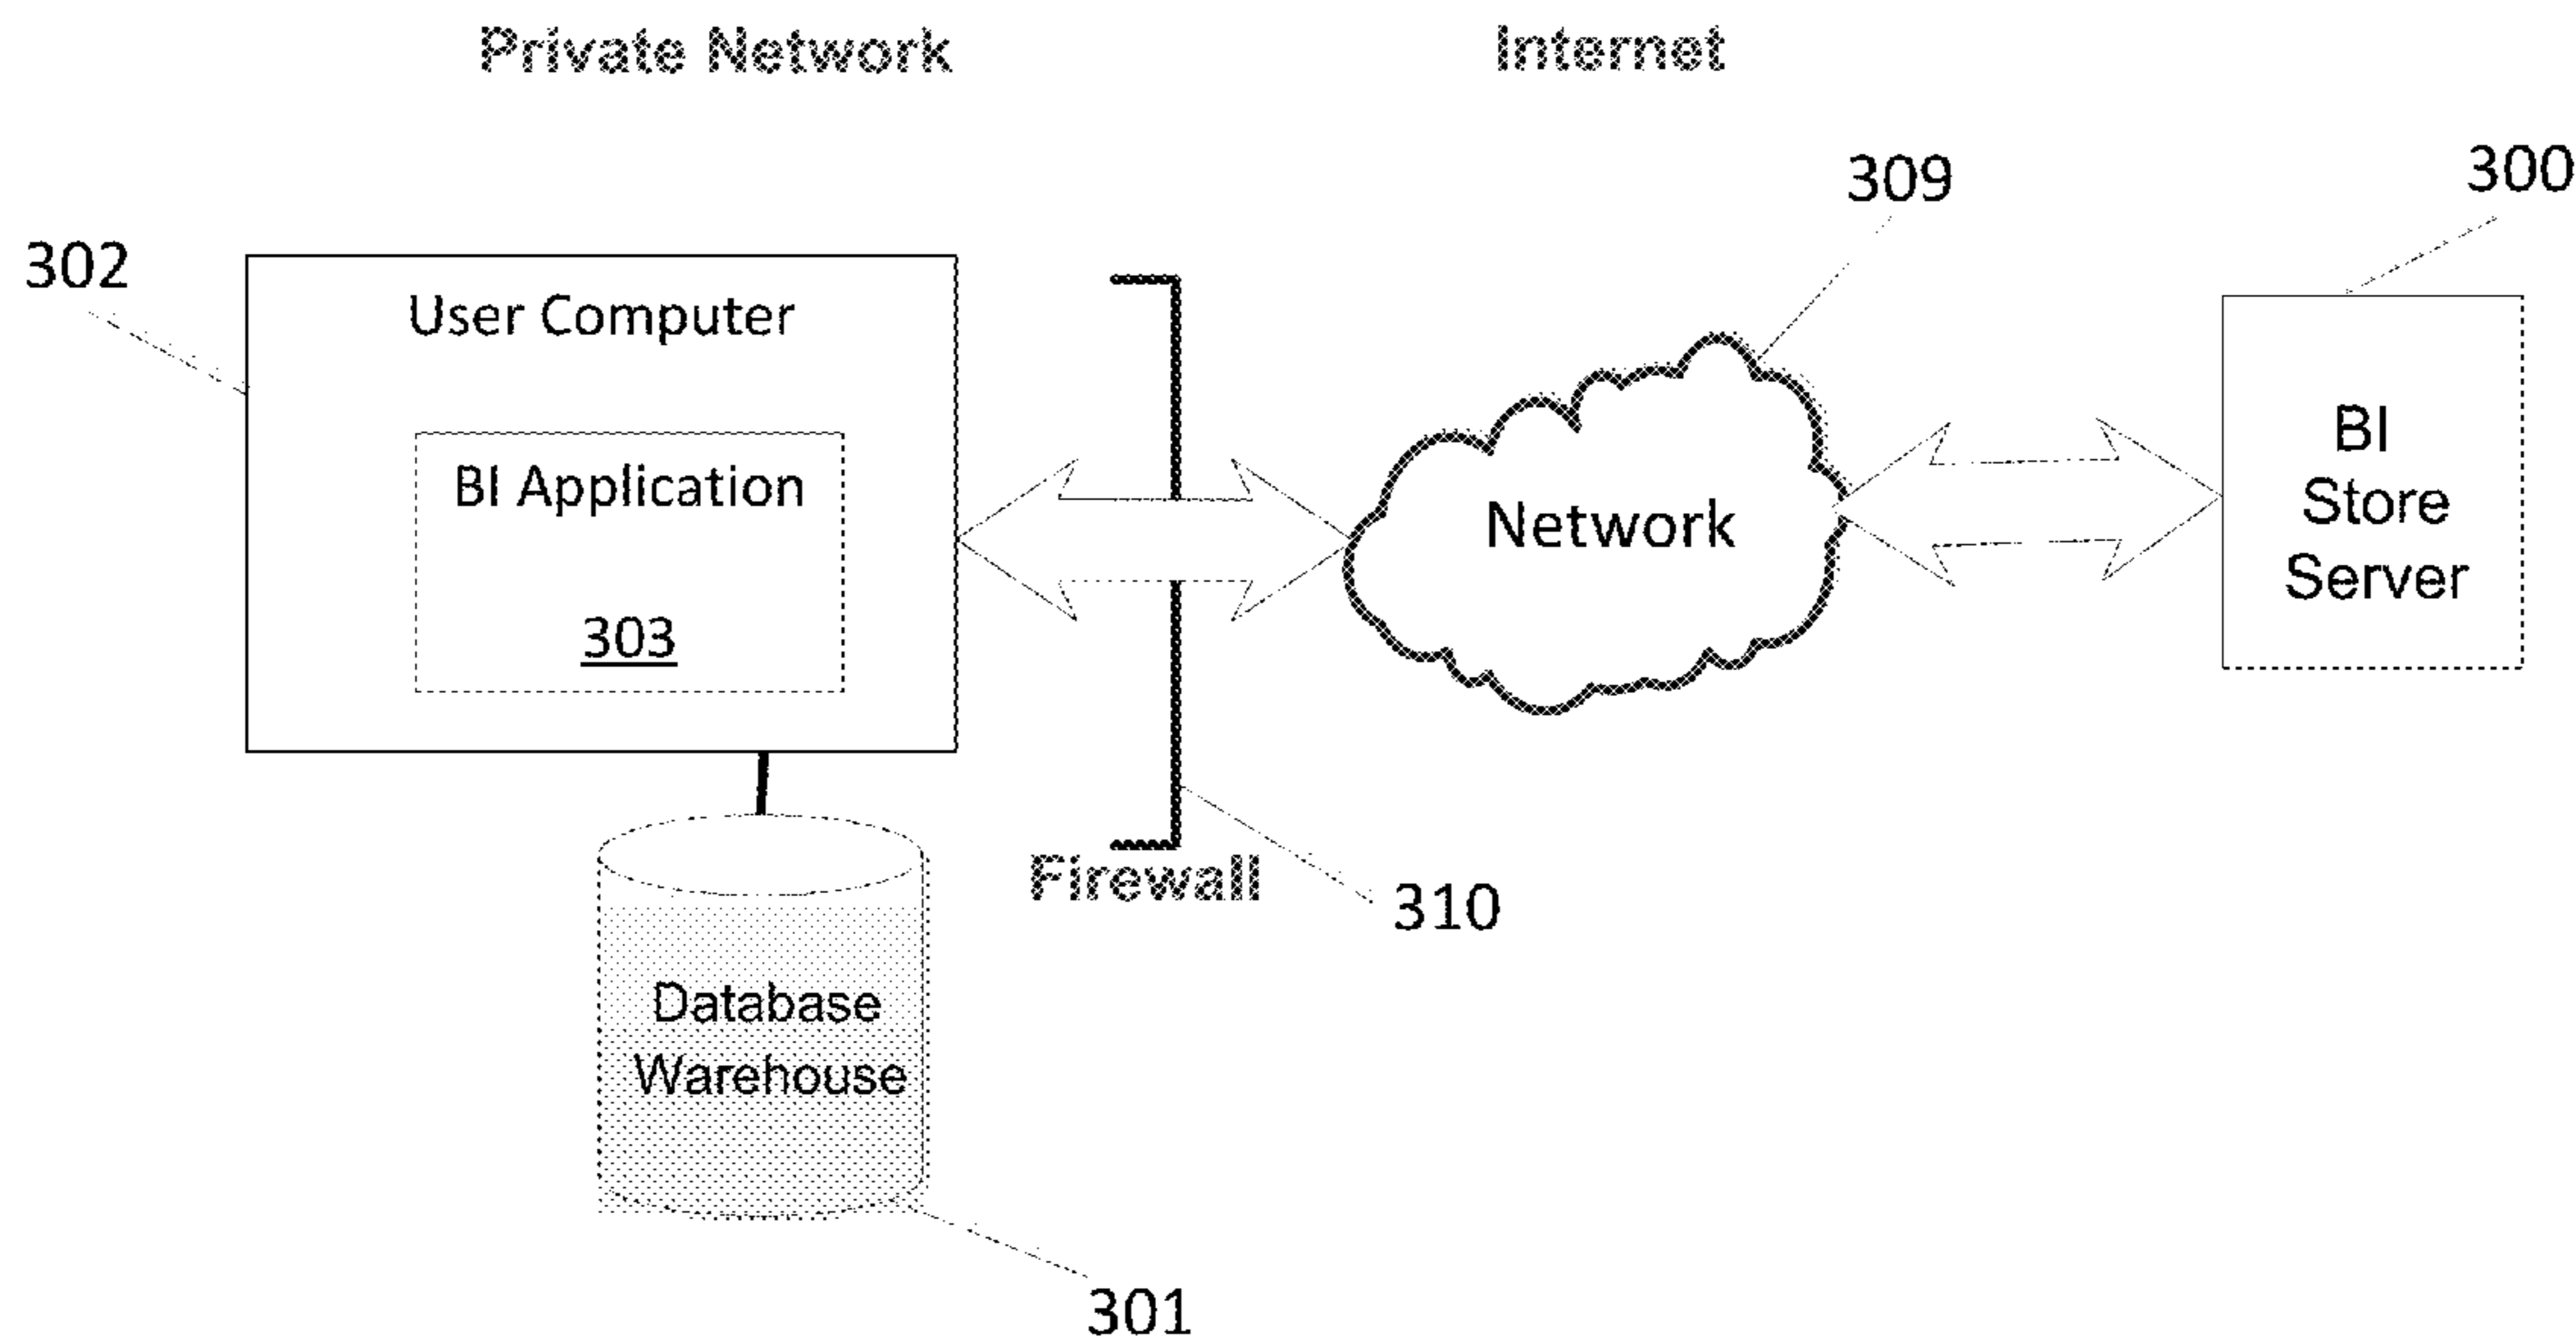 Private Network
Internet
309
300
302
User Computer
BI Application
303
Network
BI
Store
Server
Firewall
310
Database
Warehouse
301